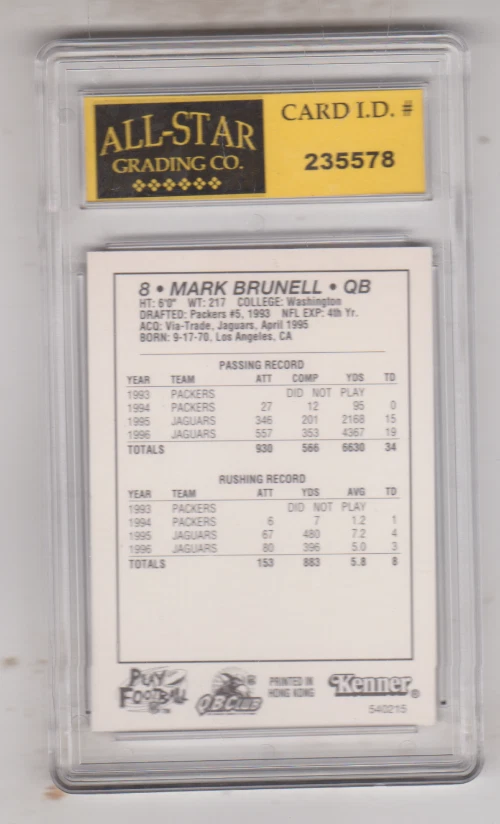 ALL-STAR
GRADING CO.
CARD I.D. #
235578
8 • MARK BRUNELL • QB
HT: 6'0" WT: 217 COLLEGE: Washington
DRAFTED: Packers #5, 1993 NFL EXP: 4th Yr.
ACQ: Via-Trade, Jaguars, April 1995
BORN: 9-17-70, Los Angeles, CA
PASSING RECORD
YEAR TEAM ATT COMP YDS TD
1993 PACKERS DID NOT PLAY
1994 PACKERS 27 12 95 0
1995 JAGUARS 346 201 2168 15
1996 JAGUARS 557 353 4367 19
TOTALS 930 566 6630 34
RUSHING RECORD
YEAR TEAM ATT YDS AVG TD
1993 PACKERS DID NOT PLAY
1994 PACKERS 6 7 1.2 1
1995 JAGUARS 67 480 7.2 4
1996 JAGUARS 80 396 5.0 3
TOTALS 153 883 5.8 8
PLAY
FOOTBALL
QB CLUB
PRINTED IN
HONG KONG
Kenner®
540215